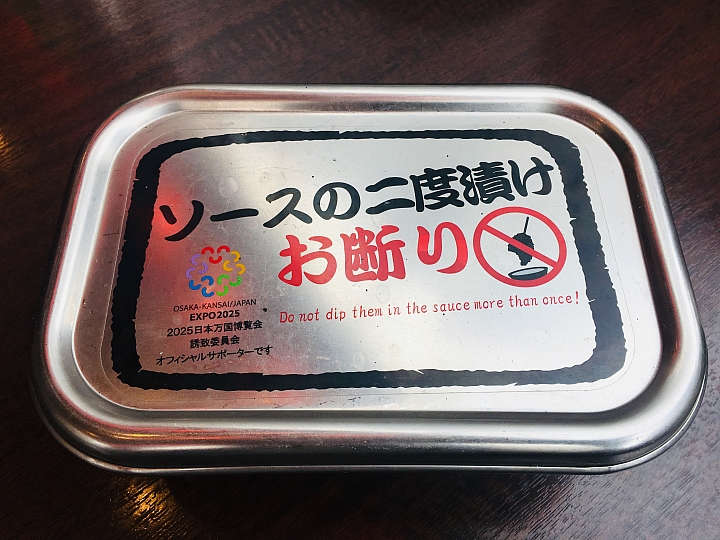 ソースの二度漬け
お断り
Do not dip them in the sauce more than once!
OSAKA-KANSAI/JAPAN
EXPO2025
2025日本万国博覧会
誘致委員会
オフィシャルサポーターです